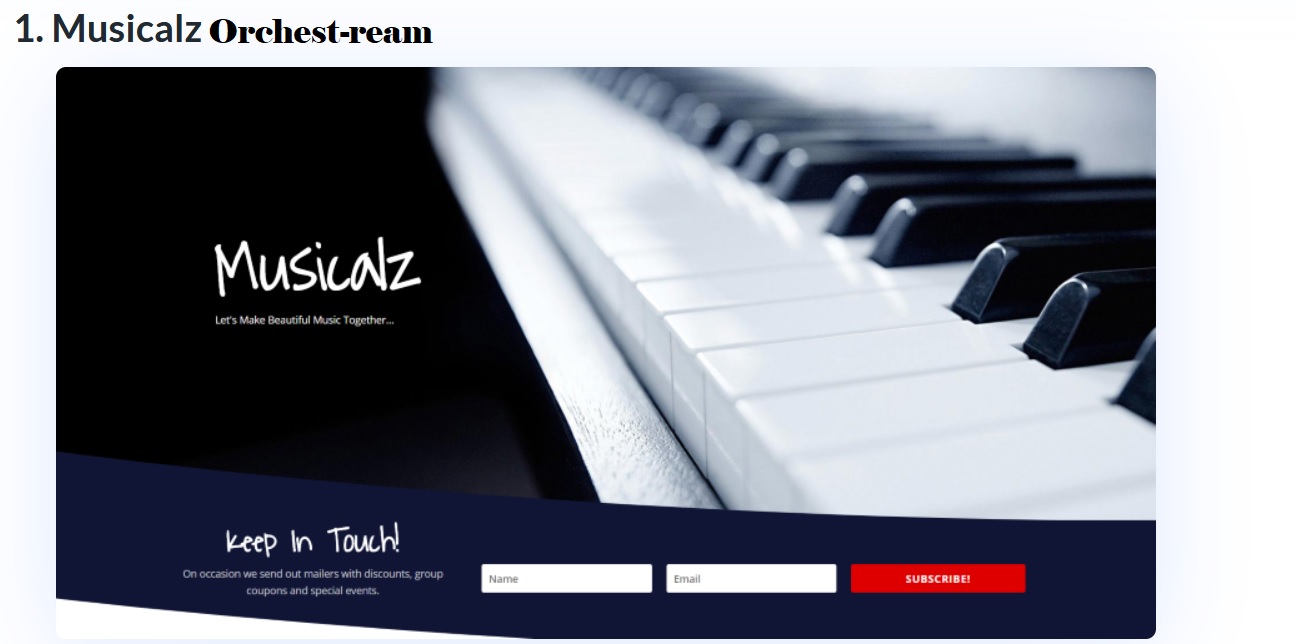 1. Musicalz Orchest-ream
Musicalz
Let's Make Beautiful Music Together...
Keep In Touch!
On occasion we send out mailers with discounts, group
coupons and special events.
Name Email SUBSCRIBE!